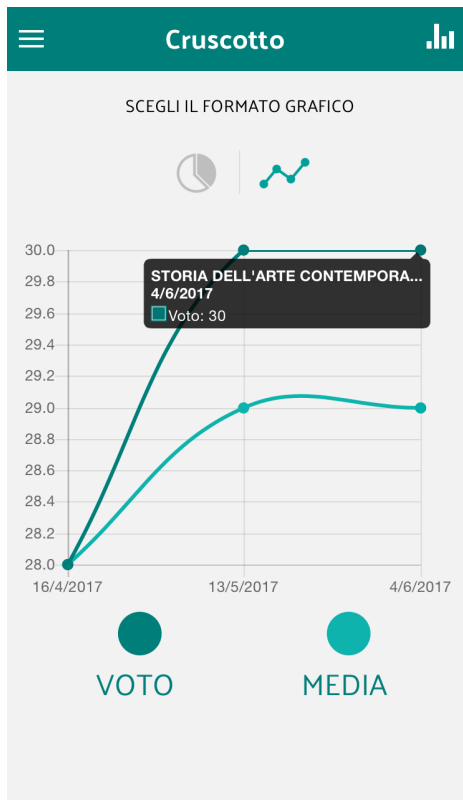 Cruscotto
SCEGLI IL FORMATO GRAFICO
30.0
29.8
29.6
29.4
29.2
29.0
28.8
28.6
28.4
28.2
28.0
STORIA DELL'ARTE CONTEMPORA...
4/6/2017
Voto: 30
16/4/2017 13/5/2017 4/6/2017
VOTO MEDIA